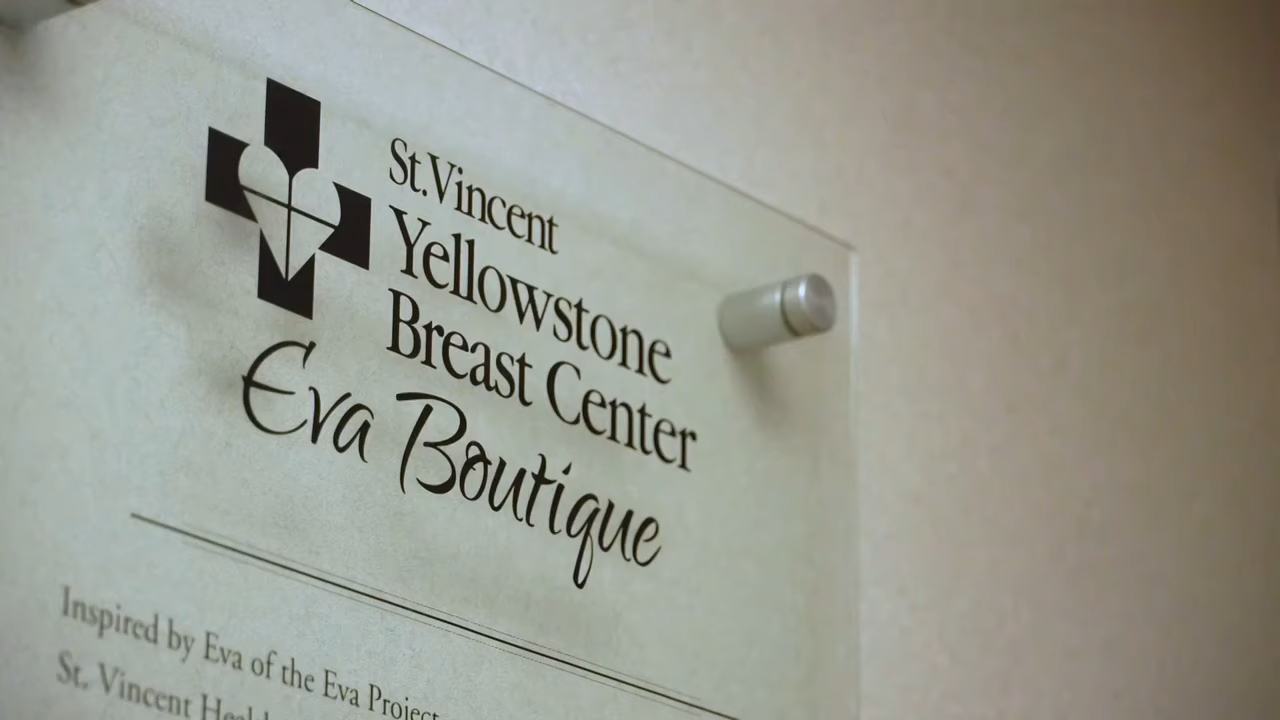 St.Vincent
Yellowstone
Breast Center
Eva Boutique
Inspired by Eva of the Eva Project
St. Vincent